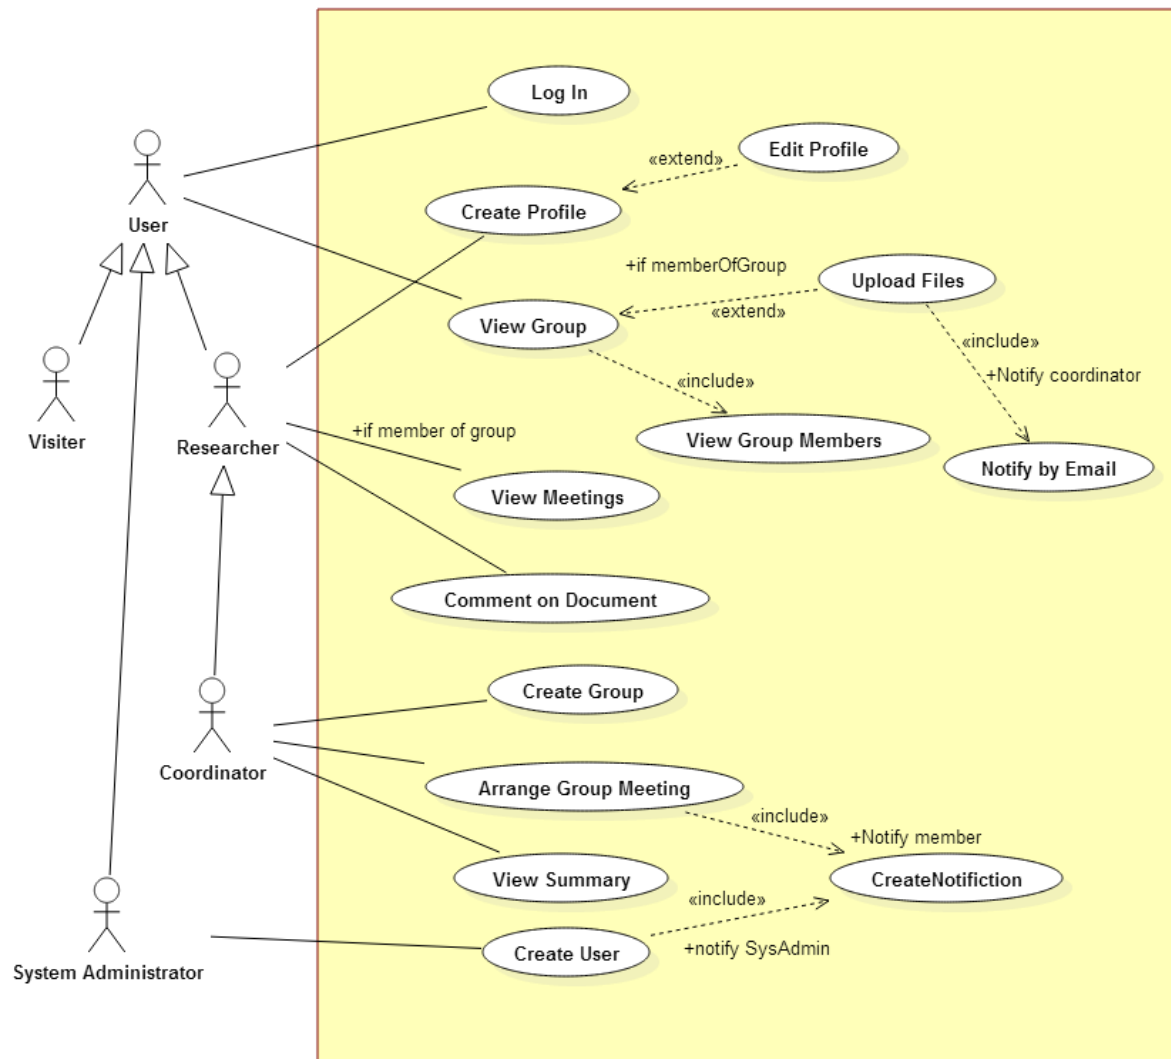 Log In
Edit Profile
«extend»
User
Create Profile
+if memberOfGroup
Upload Files
«extend»
View Group
«include»
+Notify coordinator
«include»
Visiter
Researcher
+if member of group
View Group Members
Notify by Email
View Meetings
Comment on Document
Create Group
Coordinator
Arrange Group Meeting
«include»
+Notify member
View Summary
CreateNotifiction
«include»
System Administrator
Create User
+notify SysAdmin